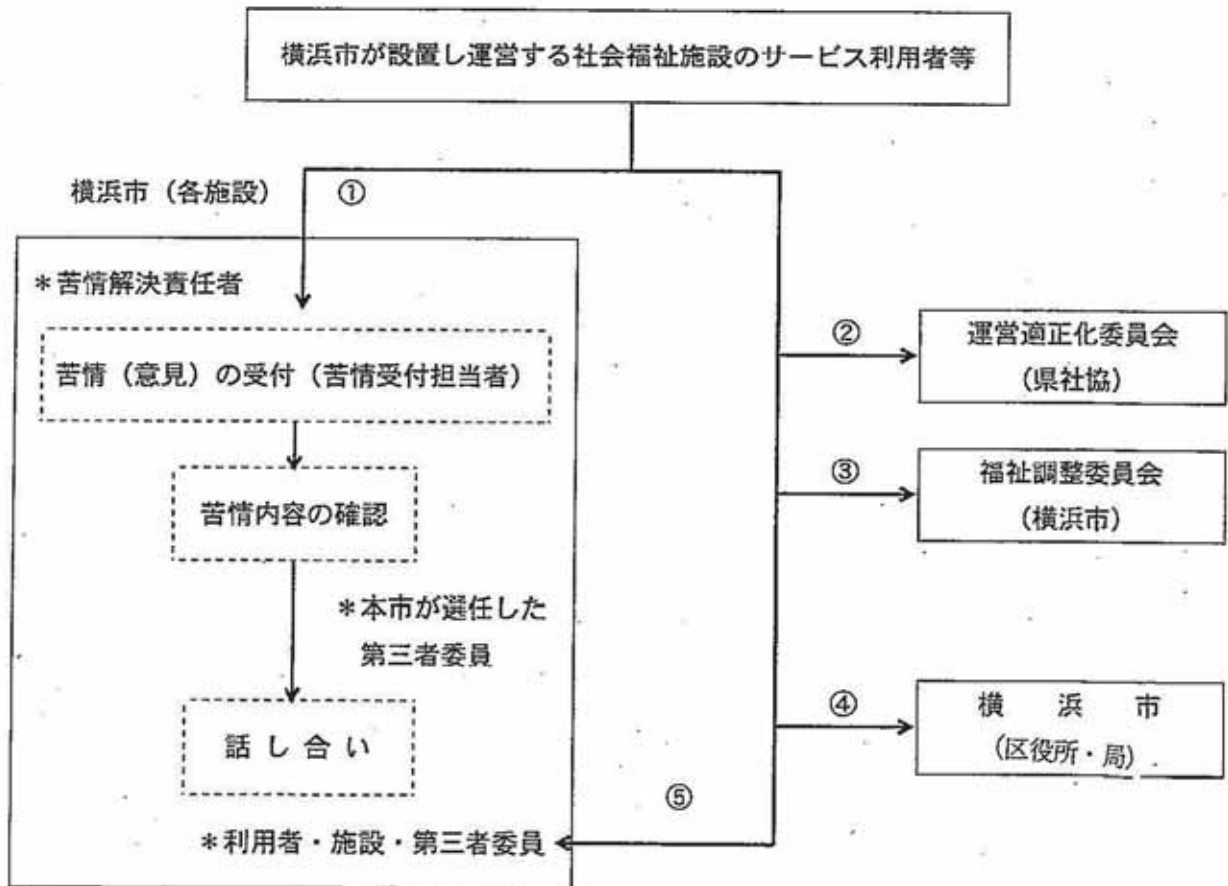 横浜市が設置し運営する社会福祉施設のサービス利用者等
横浜市（各施設）
①
＊苦情解決責任者
苦情（意見）の受付（苦情受付担当者）
苦情内容の確認
＊本市が選任した
第三者委員
話し合い
＊利用者・施設・第三者委員
②
運営適正化委員会
（県社協）
③
福祉調整委員会
（横浜市）
④
横　浜　市
（区役所・局）
⑤